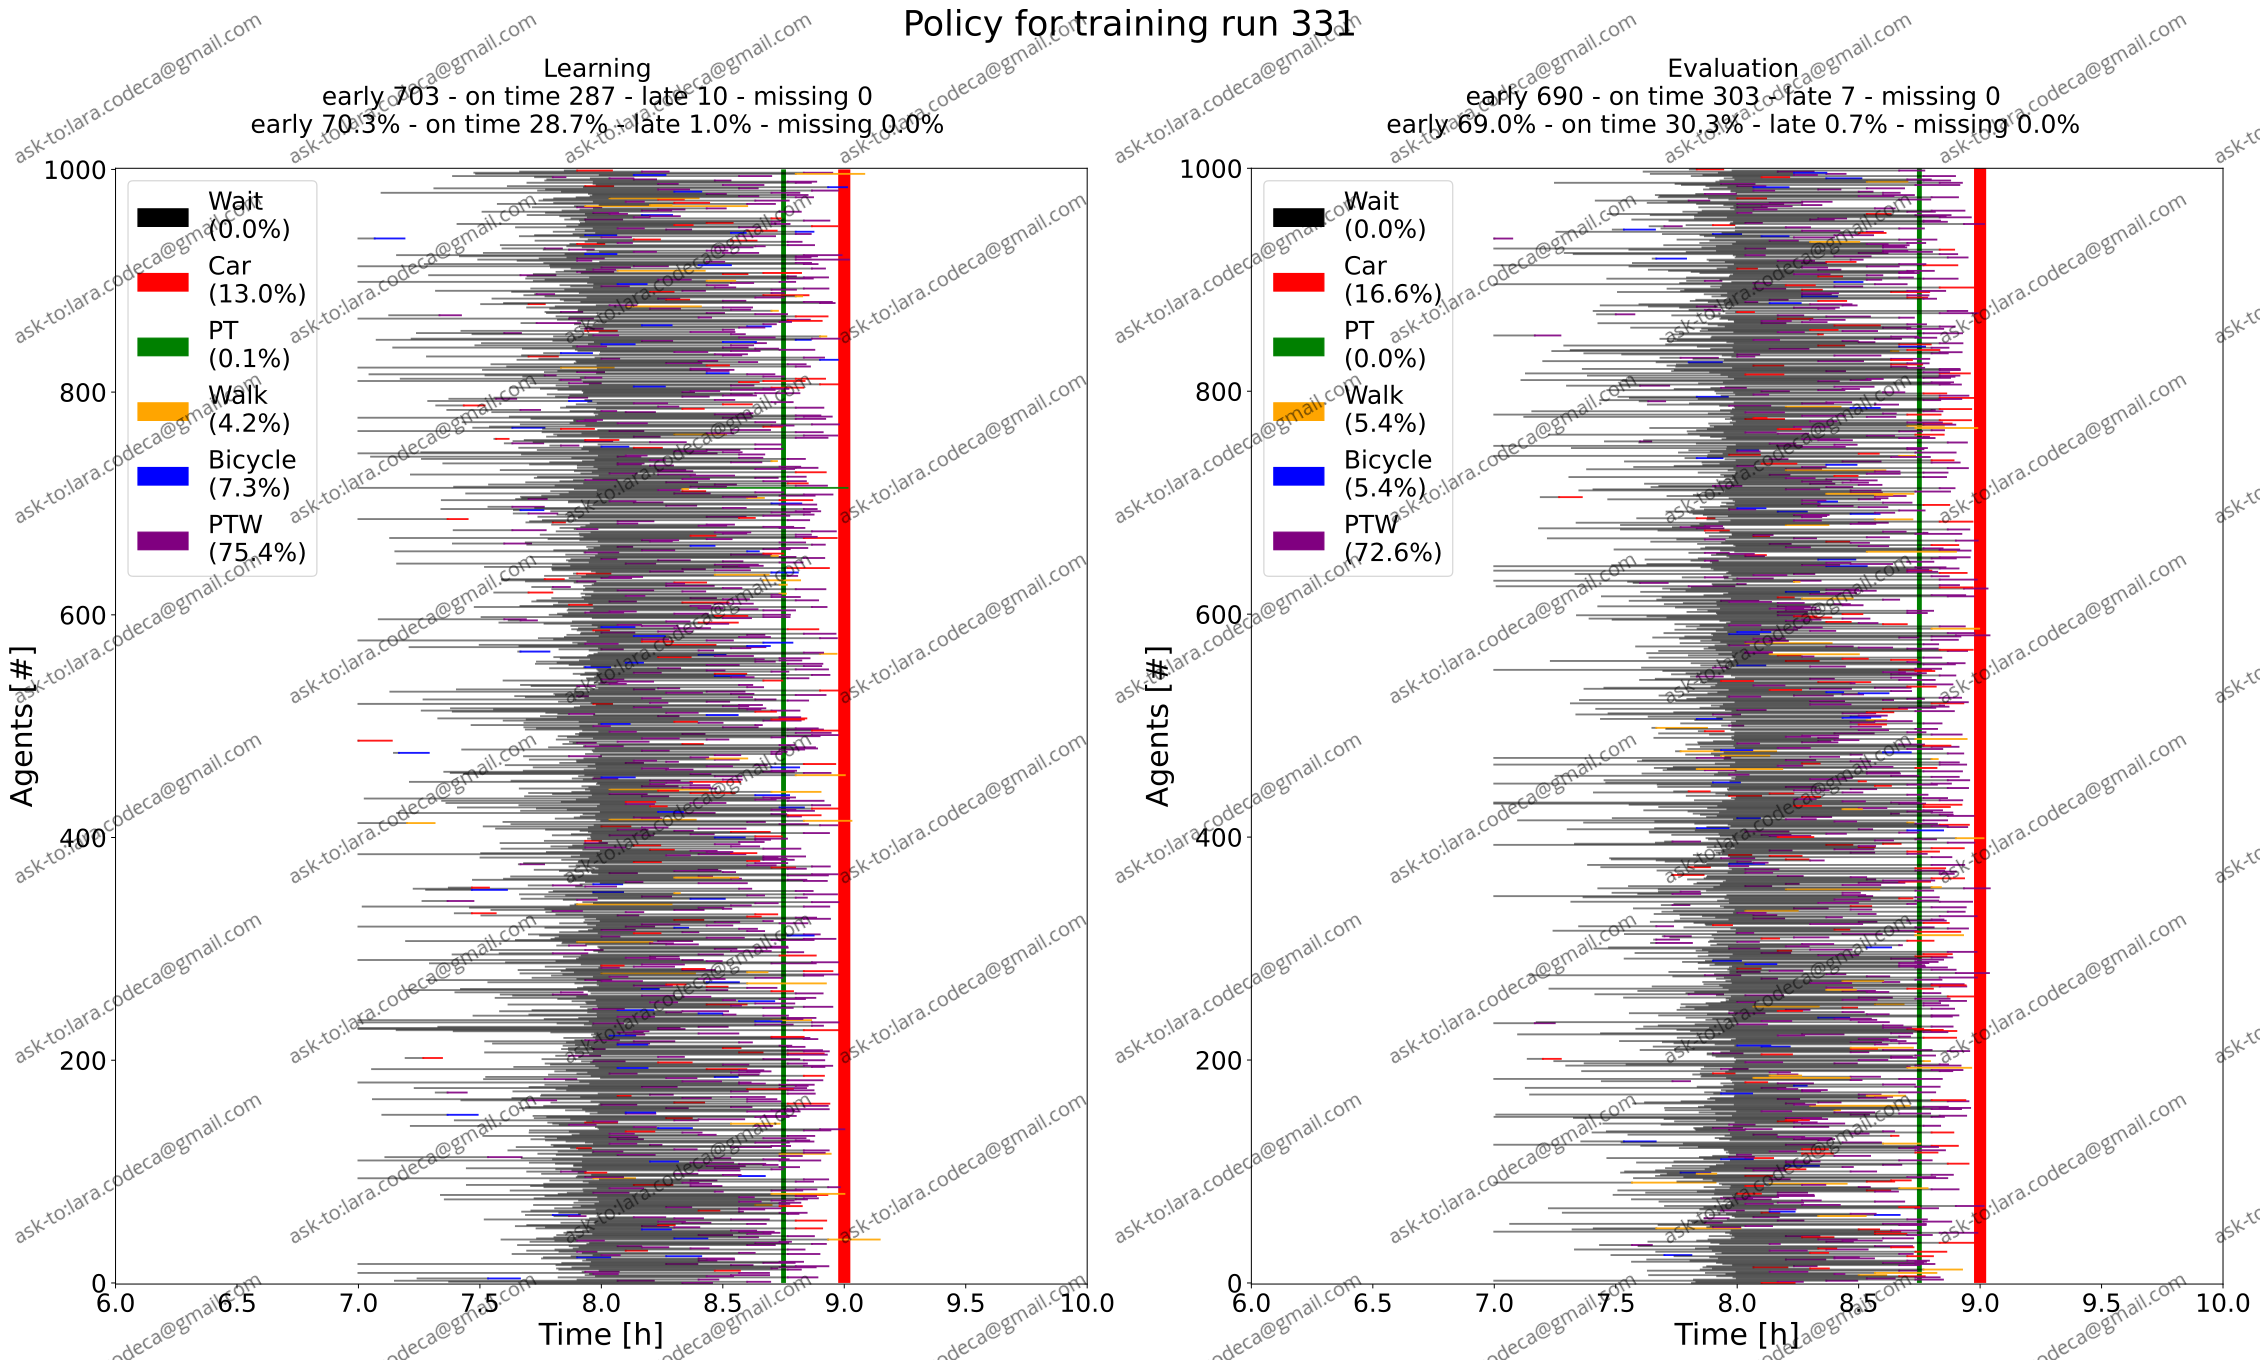 Policy for training run 331
Learning
early 703 - on time 287 - late 10 - missing 0
early 70.3% - on time 28.7% - late 1.0% - missing 0.0%
Evaluation
early 690 - on time 303 - late 7 - missing 0
early 69.0% - on time 30.3% - late 0.7% - missing 0.0%
Agents [#]
1000
800
600
400
200
0
Wait
(0.0%)
Car
(13.0%)
PT
(0.1%)
Walk
(4.2%)
Bicycle
(7.3%)
PTW
(75.4%)
6.0 6.5 7.0 7.5 8.0 8.5 9.0 9.5 10.0
Time [h]
Agents [#]
1000
800
600
400
200
0
Wait
(0.0%)
Car
(16.6%)
PT
(0.0%)
Walk
(5.4%)
Bicycle
(5.4%)
PTW
(72.6%)
6.0 6.5 7.0 7.5 8.0 8.5 9.0 9.5 10.0
Time [h]
ask-to:lara.codeca@gmail.com